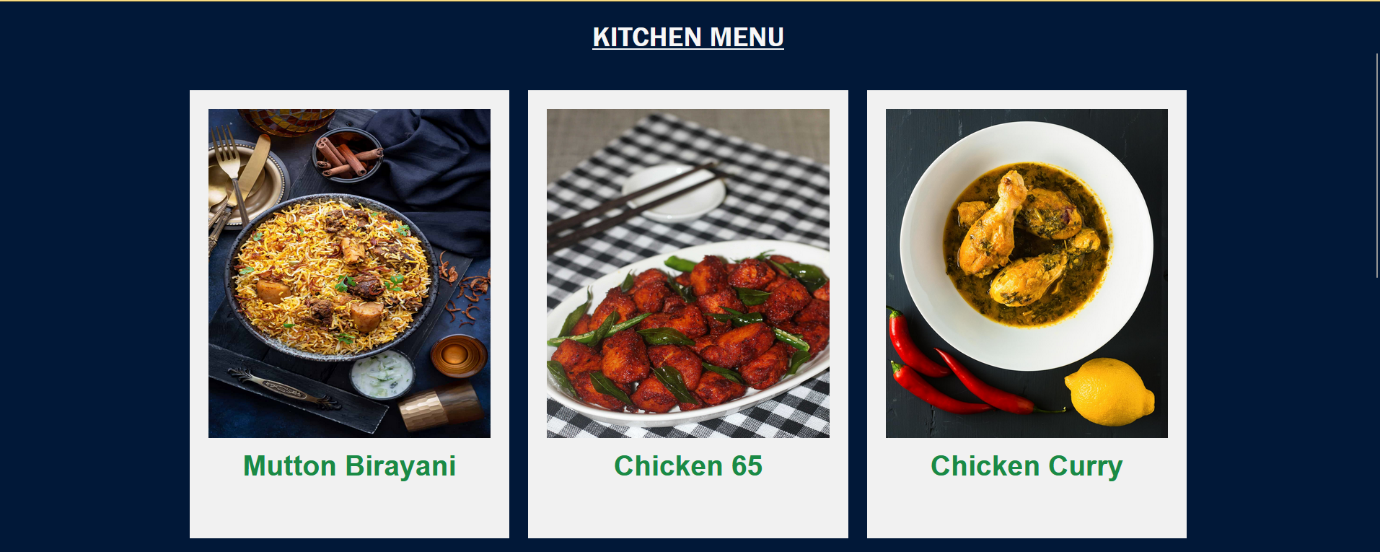 KITCHEN MENU
Mutton Birayani
Chicken 65
Chicken Curry